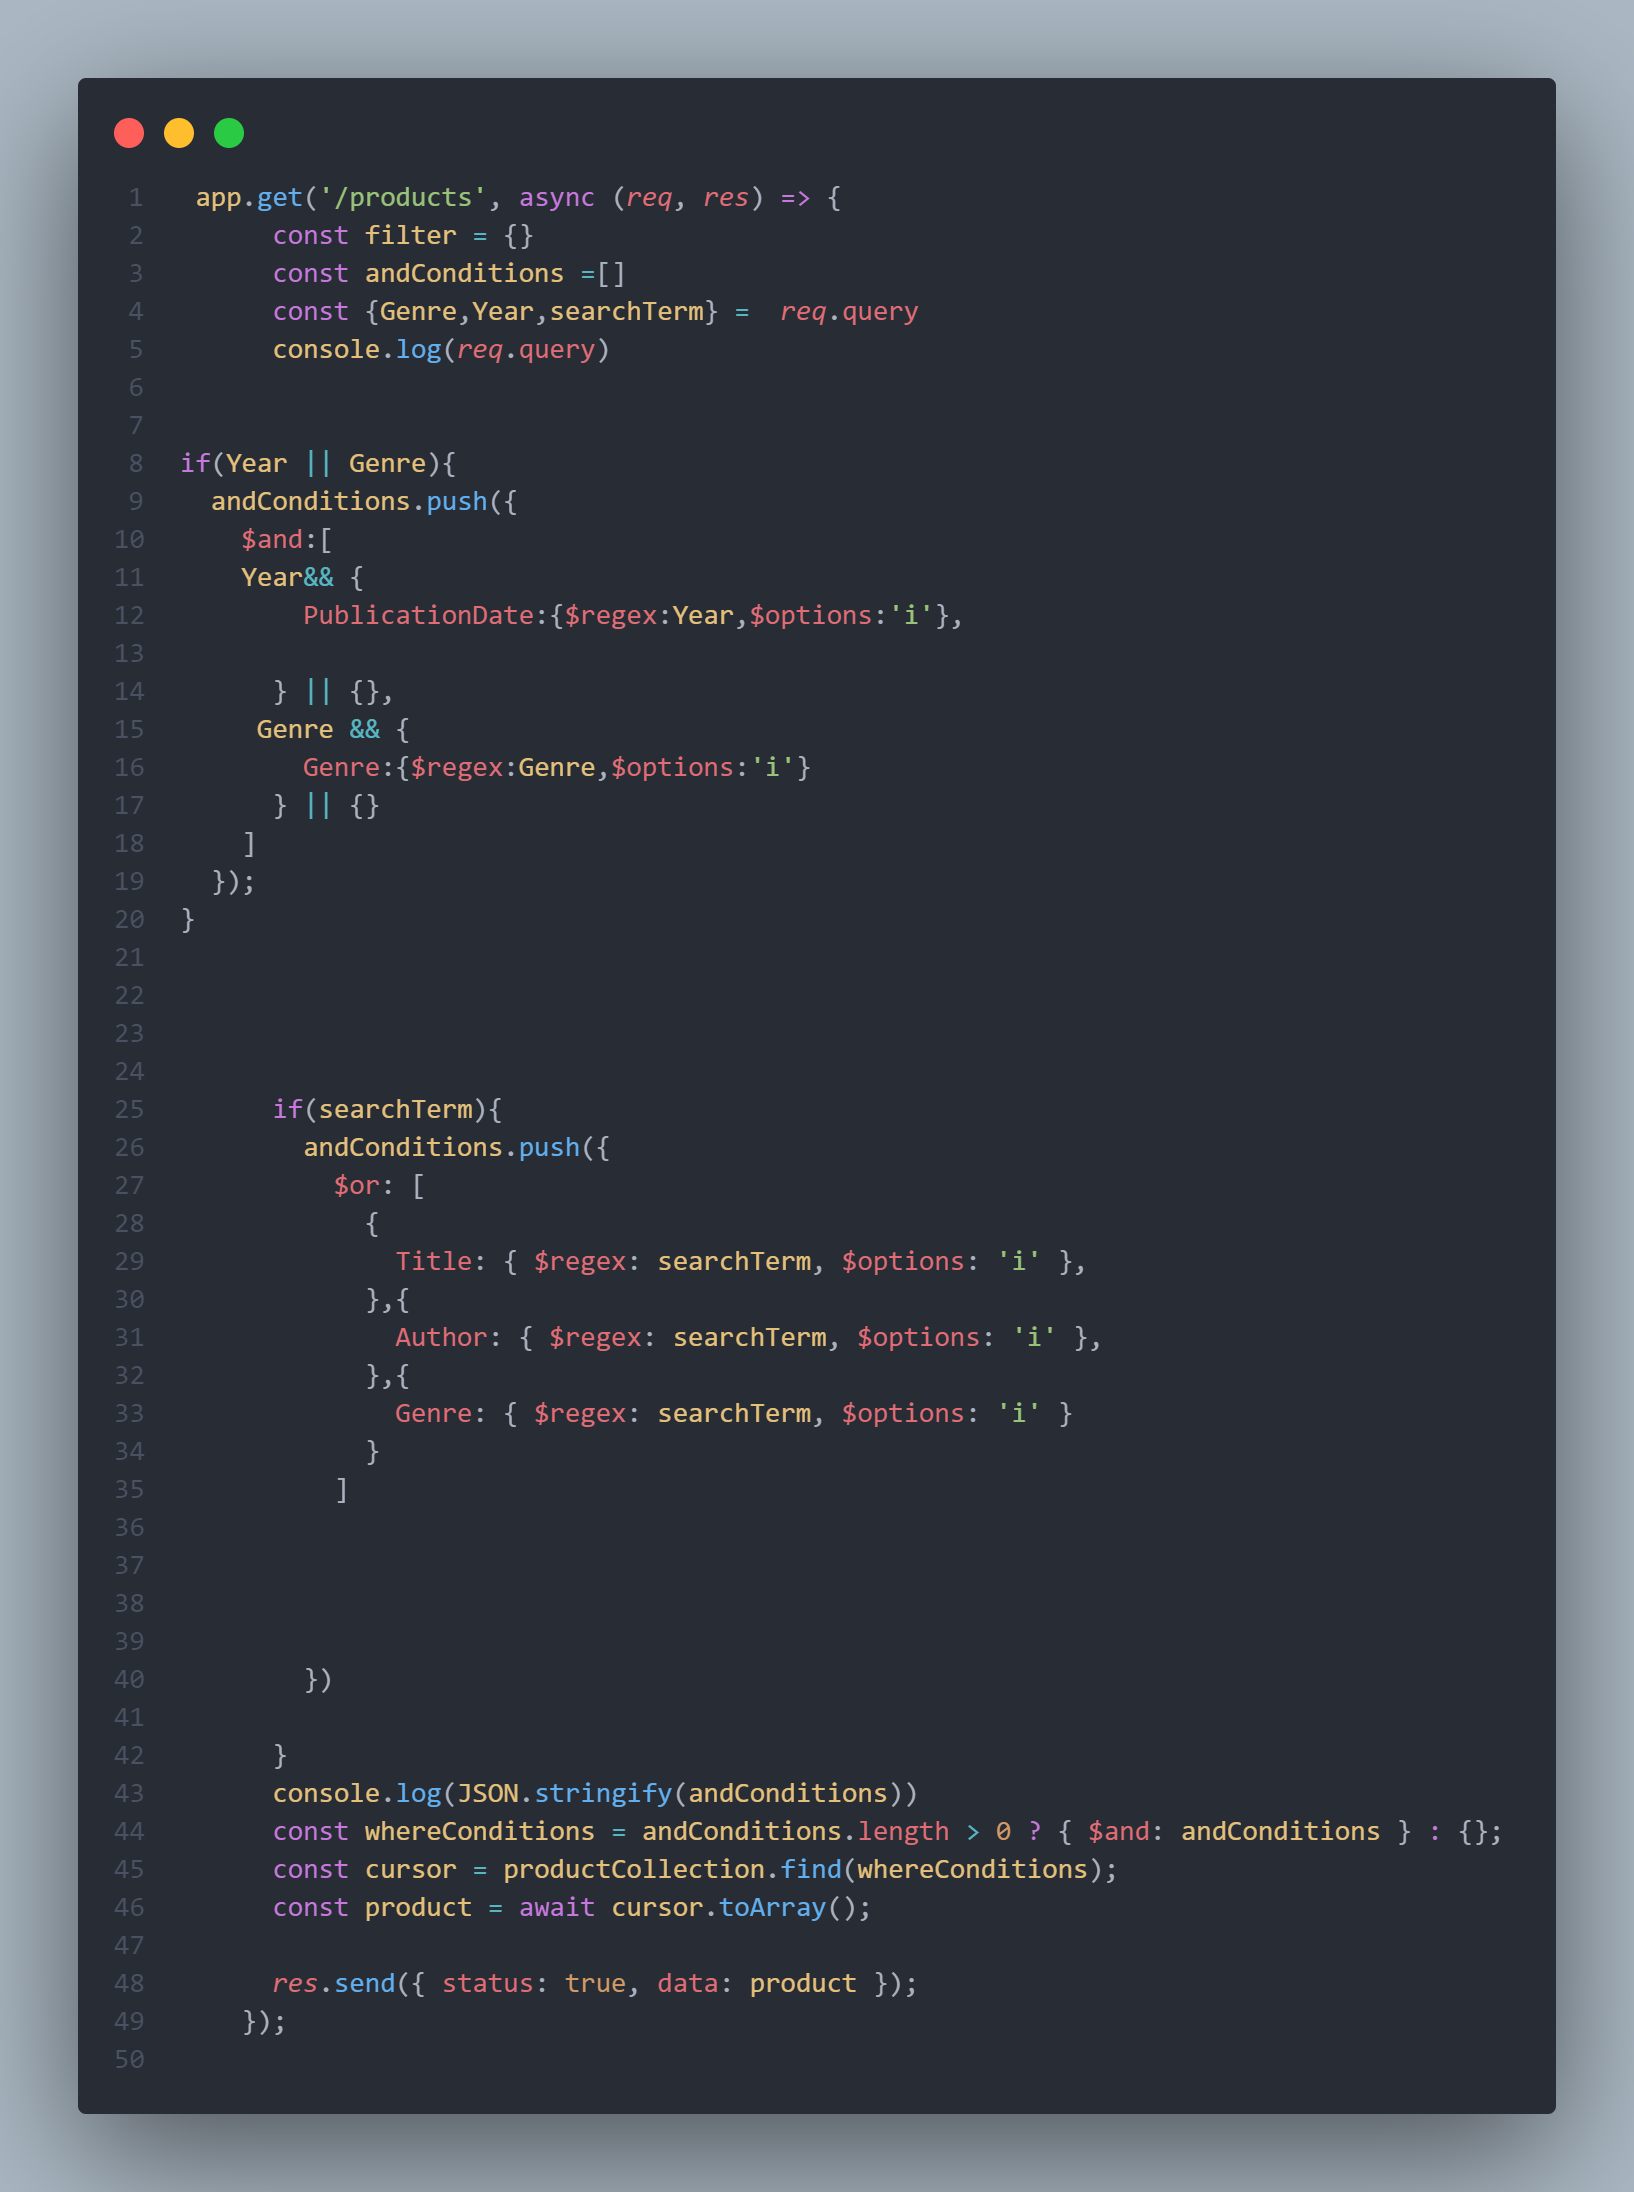 1 app.get('/products', async (req, res) => {
2 const filter = {}
3 const andConditions =[]
4 const {Genre,Year,searchTerm} =  req.query
5 console.log(req.query)
6
7
8 if(Year || Genre){
9 andConditions.push({
10 $and:[
11 Year&& {
12 PublicationDate:{$regex:Year,$options:'i'},
13
14 } || {},
15 Genre && {
16 Genre:{$regex:Genre,$options:'i'}
17 } || {}
18 ]
19 });
20 }
21
22
23
24
25 if(searchTerm){
26 andConditions.push({
27 $or: [
28 {
29 Title: { $regex: searchTerm, $options: 'i' },
30 },{
31 Author: { $regex: searchTerm, $options: 'i' },
32 },{
33 Genre: { $regex: searchTerm, $options: 'i' }
34 }
35 ]
36
37
38
39
40 })
41
42 }
43 console.log(JSON.stringify(andConditions))
44 const whereConditions = andConditions.length > 0 ? { $and: andConditions } : {};
45 const cursor = productCollection.find(whereConditions);
46 const product = await cursor.toArray();
47
48 res.send({ status: true, data: product });
49 });
50